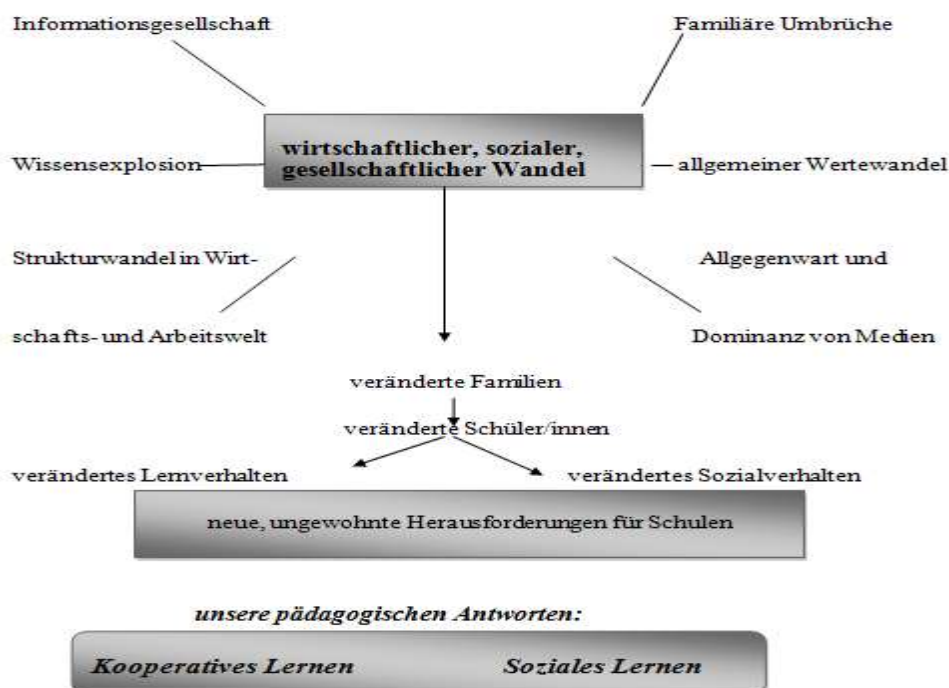 Informationsgesellschaft
Familiäre Umbrüche
wirtschaftlicher, sozialer,
gesellschaftlicher Wandel
Wissensexplosion
allgemeiner Wertewandel
Strukturwandel in Wirt-
schafts- und Arbeitswelt
Allgegenwart und
Dominanz von Medien
veränderte Familien
veränderte Schüler/innen
verändertes Lernverhalten
verändertes Sozialverhalten
neue, ungewohnte Herausforderungen für Schulen
unsere pädagogischen Antworten:
Kooperatives Lernen
Soziales Lernen